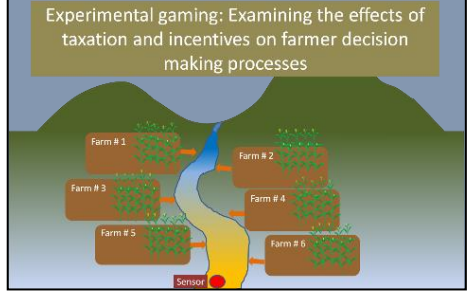 Experimental gaming: Examining the effects of
taxation and incentives on farmer decision
making processes
Farm # 1
Farm # 2
Farm # 3
Farm # 4
Farm # 5
Farm # 6
Sensor